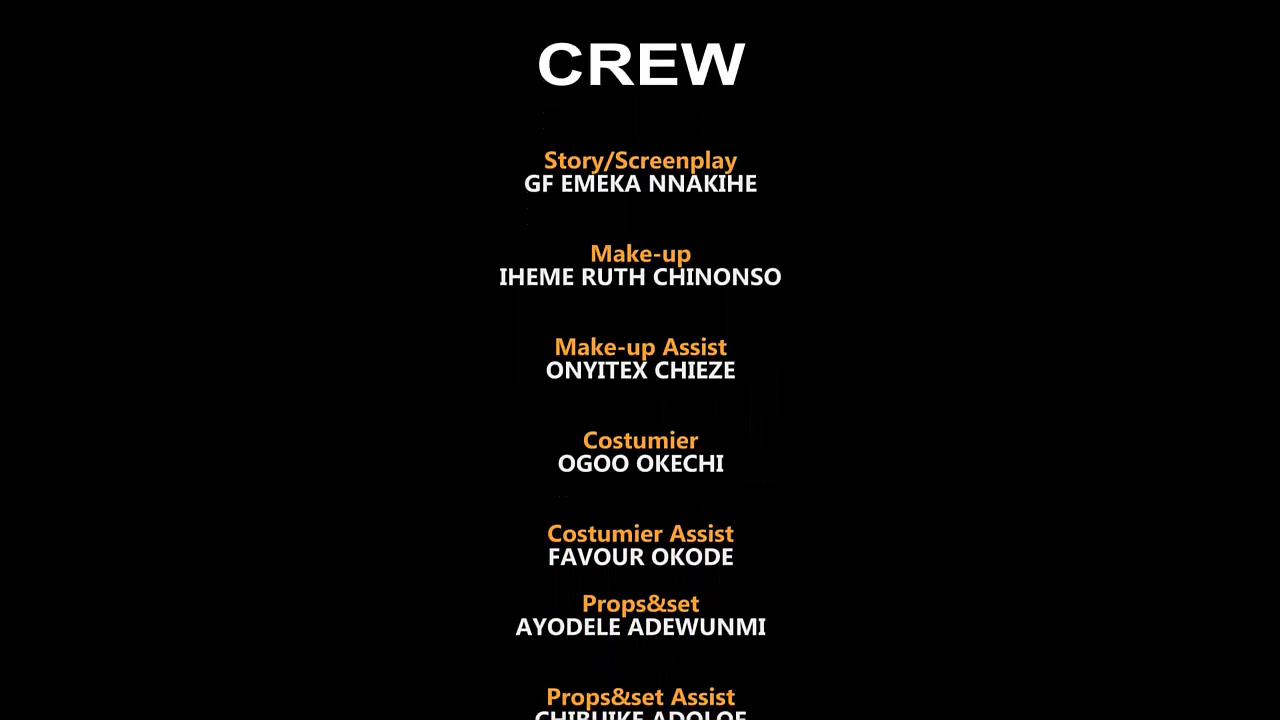 CREW
Story/Screenplay
GF EMEKA NNAKIHE
Make-up
IHEME RUTH CHINONSO
Make-up Assist
ONYITEX CHIEZE
Costumier
OGOO OKECHI
Costumier Assist
FAVOUR OKODE
Props&set
AYODELE ADEWUNMI
Props&set Assist
CHIBUIKE